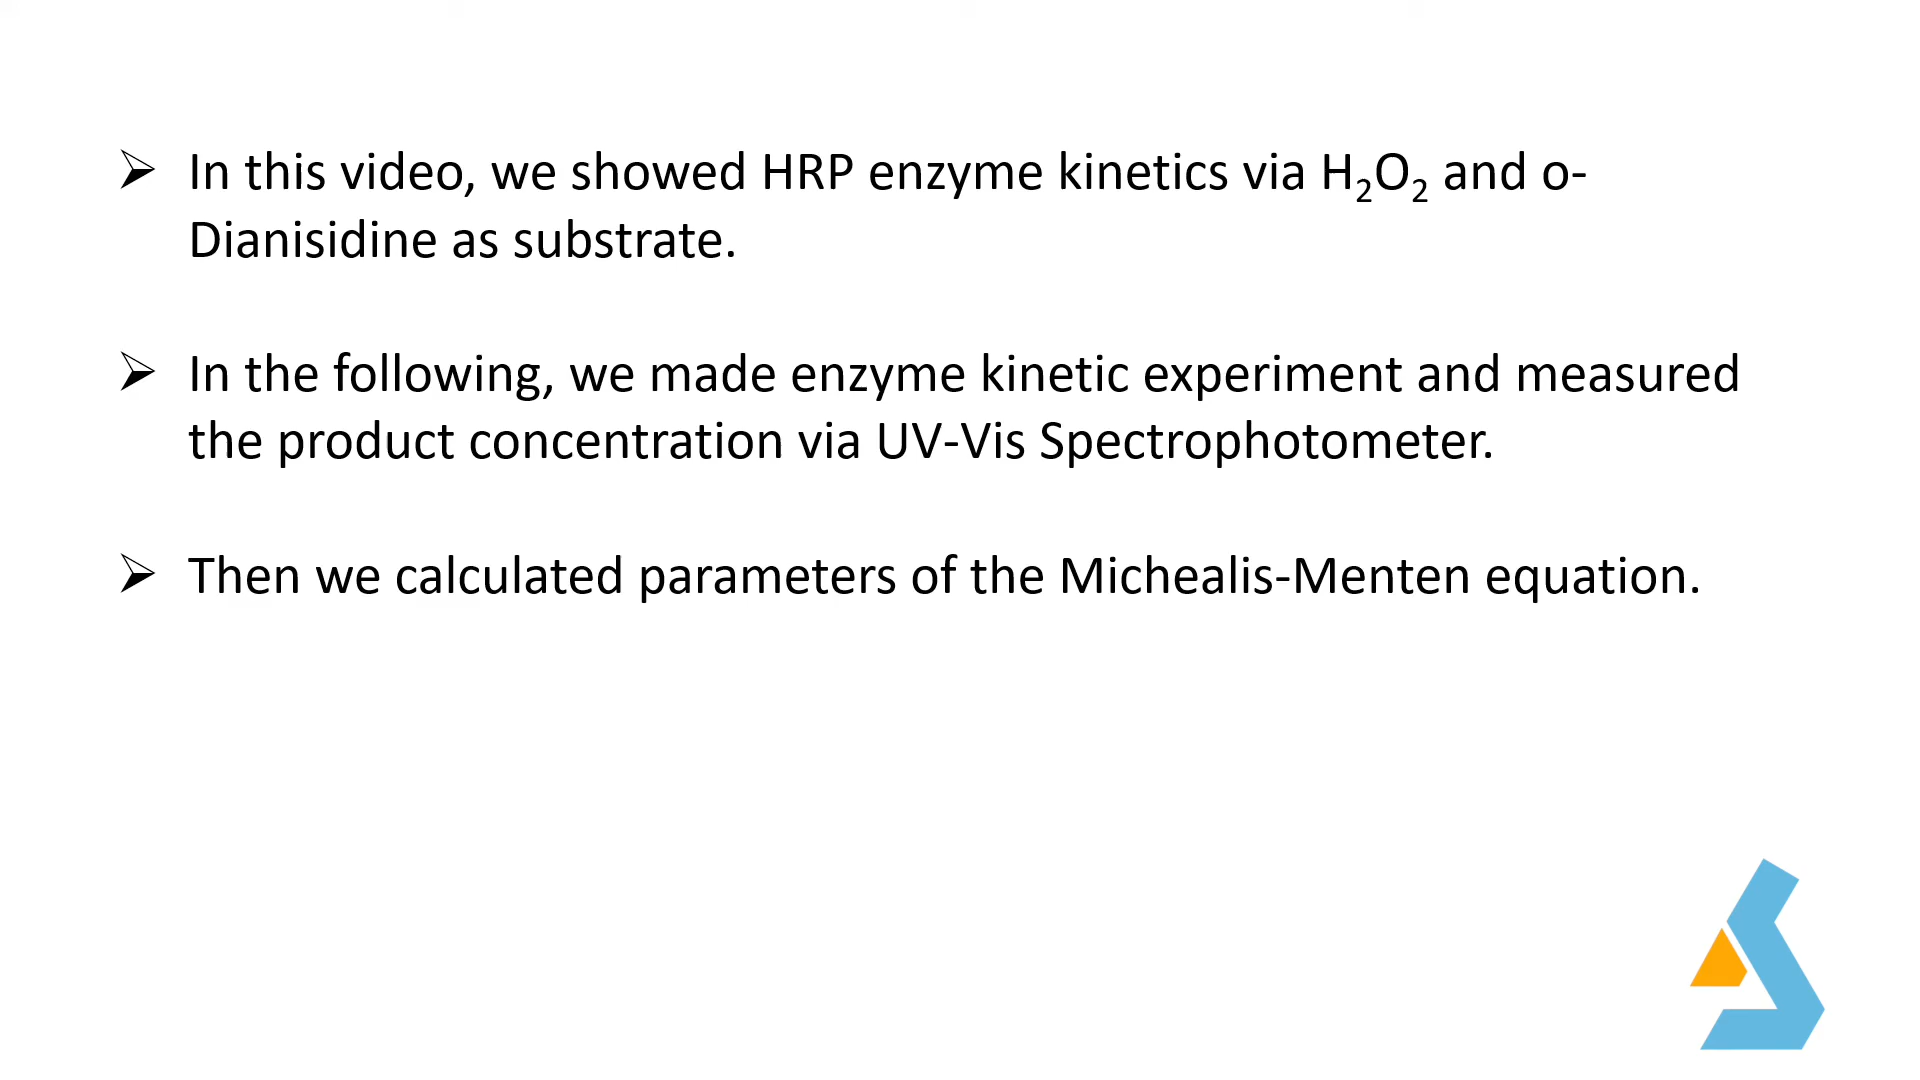 ➢ In this video, we showed HRP enzyme kinetics via H₂O₂ and o-
Dianisidine as substrate.
➢ In the following, we made enzyme kinetic experiment and measured
the product concentration via UV-Vis Spectrophotometer.
➢ Then we calculated parameters of the Michealis-Menten equation.